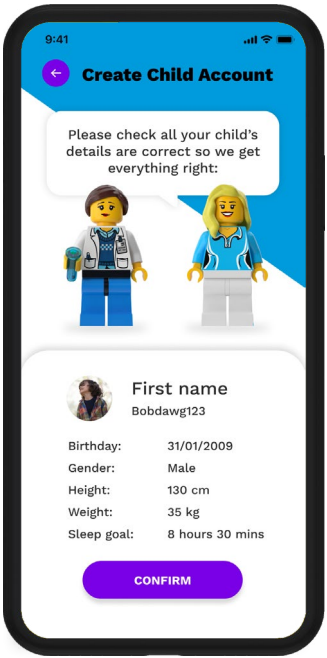 9:41
Create Child Account
Please check all your child's
details are correct so we get
everything right:
First name
Bobdawg123
Birthday: 31/01/2009
Gender: Male
Height: 130 cm
Weight: 35 kg
Sleep goal: 8 hours 30 mins
CONFIRM